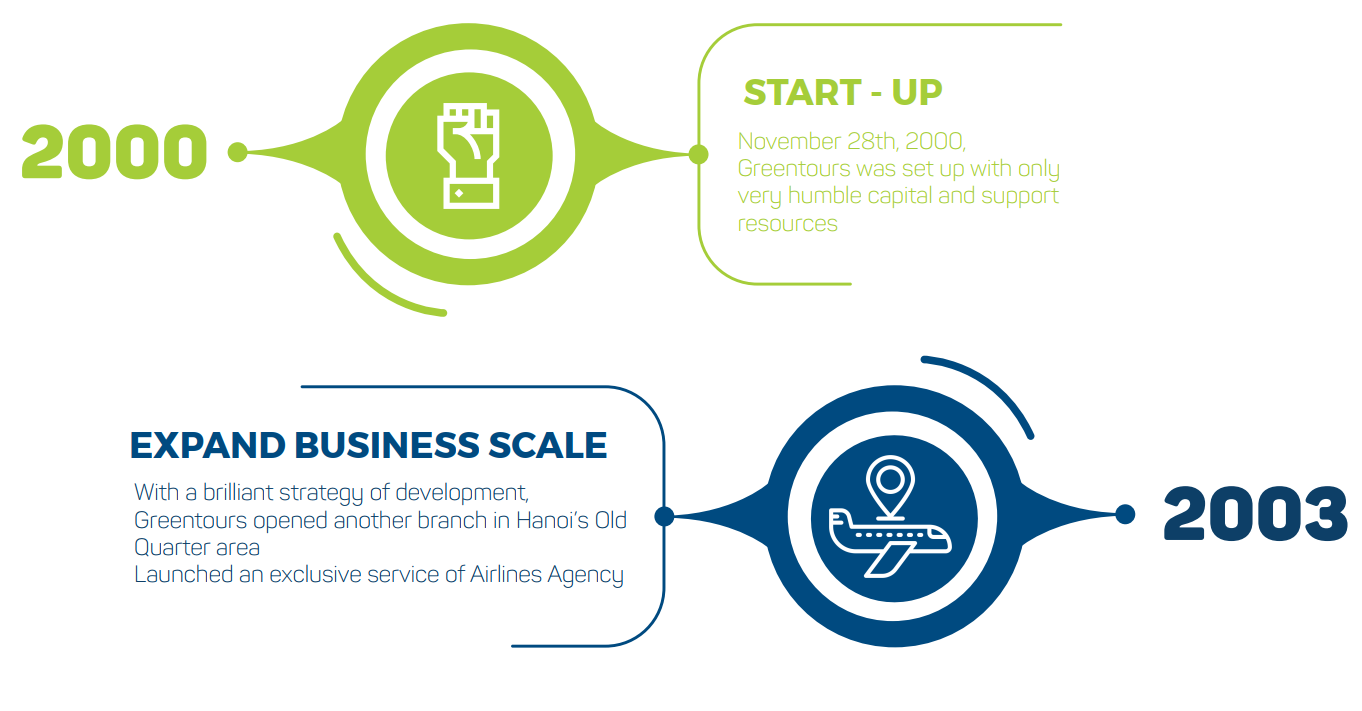 2000
START - UP
November 28th, 2000,
Greentours was set up with only
very humble capital and support
resources
EXPAND BUSINESS SCALE
With a brilliant strategy of development,
Greentours opened another branch in Hanoi's Old
Quarter area
Launched an exclusive service of Airlines Agency
2003